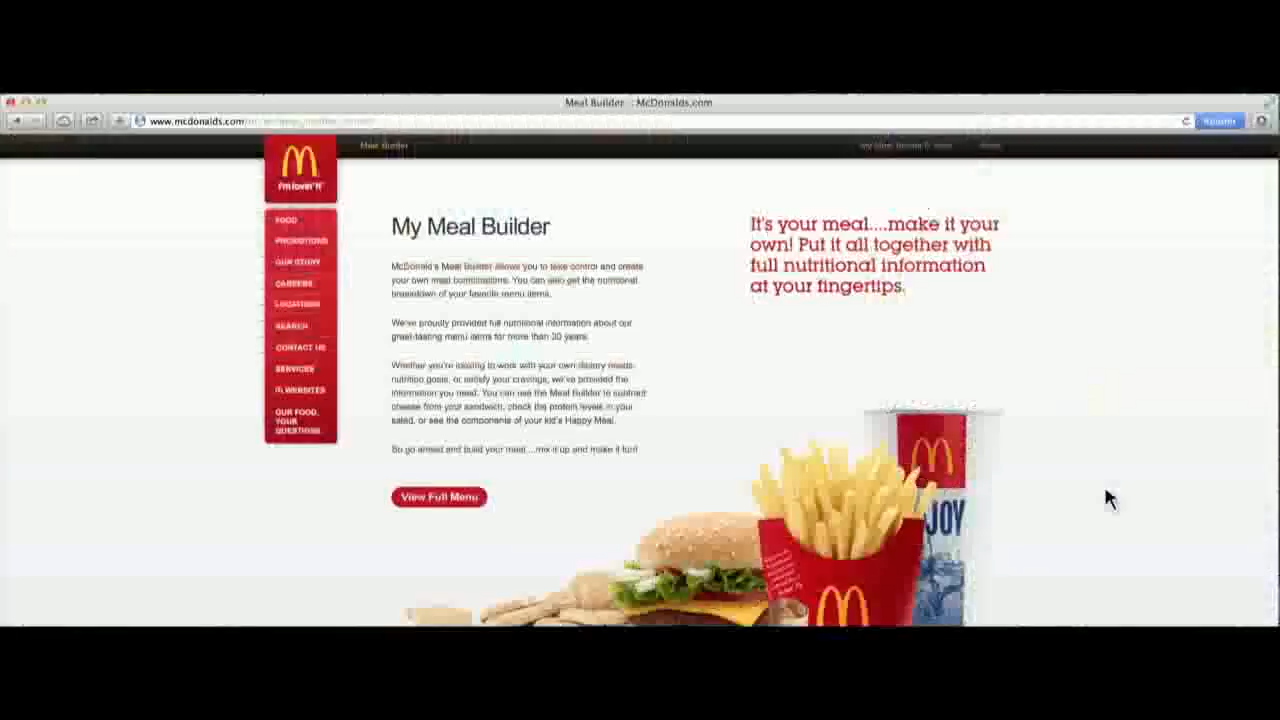 Meal Builder : McDonalds.com
www.mcdonalds.com
Reader
Meal Builder
i'm lovin' it
FOOD
PROMOTIONS
OUR STORY
CAREERS
LOCATIONS
SEARCH
CONTACT US
SERVICES
WEBSITES
OUR FOOD.
YOUR
QUESTIONS.
My Meal Builder
McDonald's Meal Builder allows you to take control and create
your own meal combinations. You can also get the nutritional
breakdown of your favorite menu items.
We've proudly provided full nutritional information about our
great-tasting menu items for more than 30 years.
Whether you're looking to work with your own dietary needs,
nutrition goals, or satisfy your cravings, we've provided the
information you need. You can use the Meal Builder to subtract
cheese from your sandwich, check the protein levels in your
salad, or see the components of your kid's Happy Meal.
So go ahead and build your meal....mix it up and make it fun!
View Full Menu
It's your meal....make it your
own! Put it all together with
full nutritional information
at your fingertips.
JOY